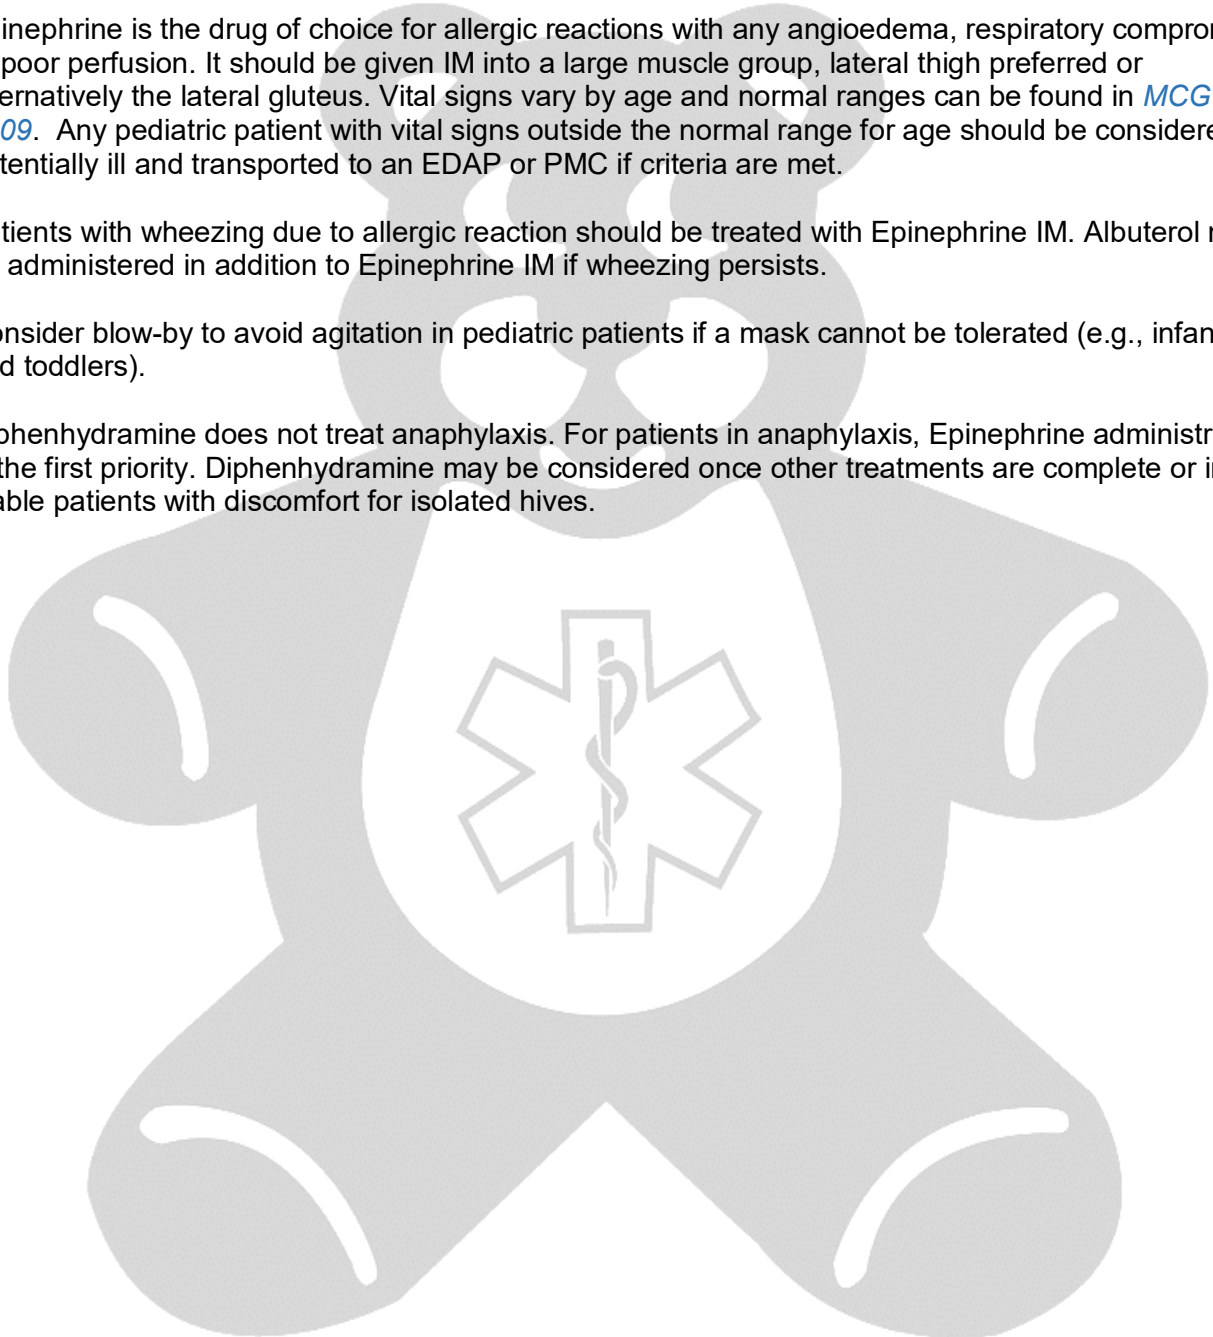 inephrine is the drug of choice for allergic reactions with any angioedema, respiratory compron
poor perfusion. It should be given IM into a large muscle group, lateral thigh preferred or
ernatively the lateral gluteus. Vital signs vary by age and normal ranges can be found in MCG
09. Any pediatric patient with vital signs outside the normal range for age should be considere
tentially ill and transported to an EDAP or PMC if criteria are met.
tients with wheezing due to allergic reaction should be treated with Epinephrine IM. Albuterol
administered in addition to Epinephrine IM if wheezing persists.
onsider blow-by to avoid agitation in pediatric patients if a mask cannot be tolerated (e.g., infan
d toddlers).
phenhydramine does not treat anaphylaxis. For patients in anaphylaxis, Epinephrine administr
the first priority. Diphenhydramine may be considered once other treatments are complete or i
able patients with discomfort for isolated hives.